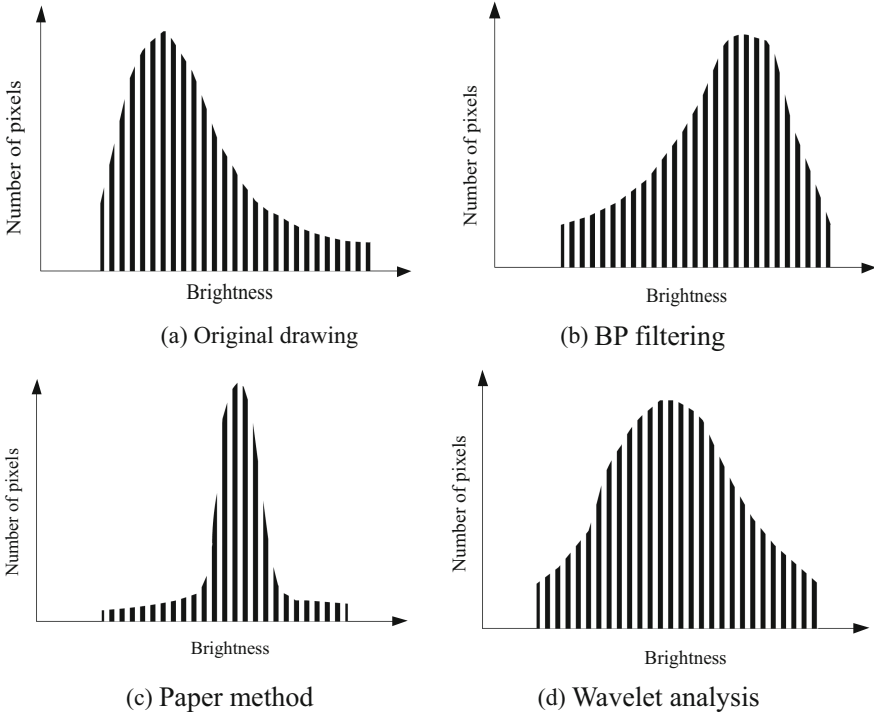 Number of pixels
Brightness
(a) Original drawing
Number of pixels
Brightness
(b) BP filtering
Number of pixels
Brightness
(c) Paper method
Number of pixels
Brightness
(d) Wavelet analysis